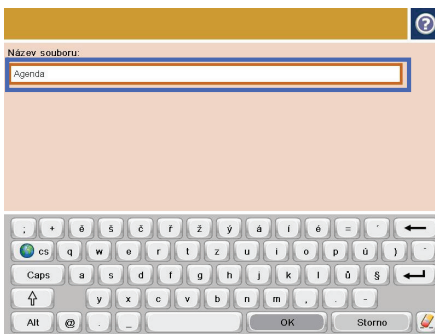 ?
Název souboru:
Agenda
; + ě š č ř ž ý á í é = ´
cs q w e r t z u i o p ú ) ¨
Caps a s d f g h j k l ů §
y x c v b n m , . -
Alt @ . _ OK Storno